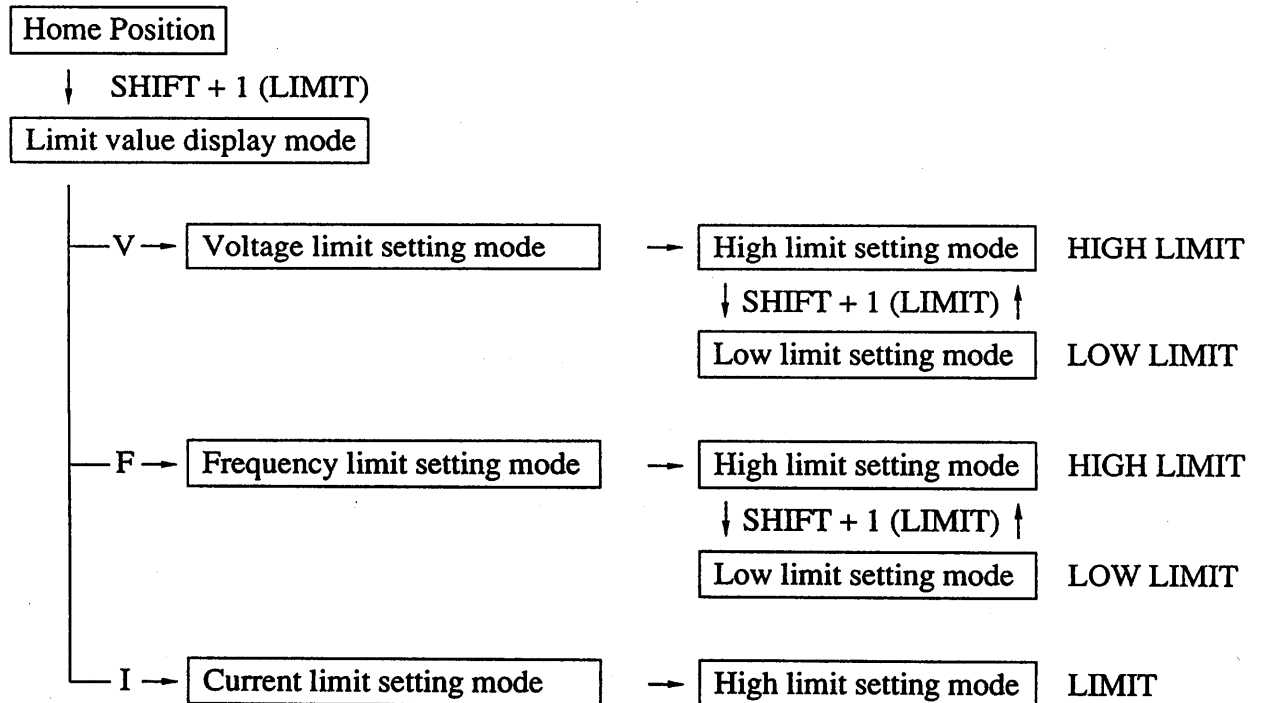 Home Position
↓ SHIFT + 1 (LIMIT)
Limit value display mode
V → Voltage limit setting mode → High limit setting mode HIGH LIMIT
↓ SHIFT + 1 (LIMIT) ↑
Low limit setting mode LOW LIMIT
F → Frequency limit setting mode → High limit setting mode HIGH LIMIT
↓ SHIFT + 1 (LIMIT) ↑
Low limit setting mode LOW LIMIT
I → Current limit setting mode → High limit setting mode LIMIT